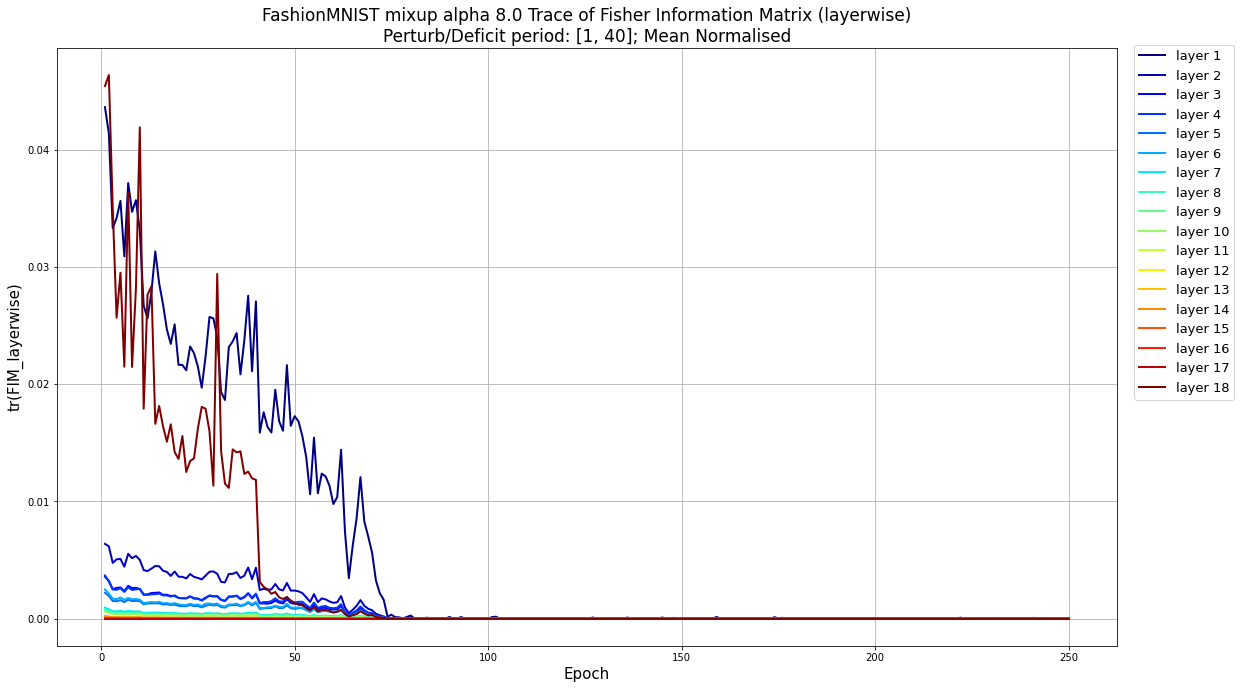 FashionMNIST mixup alpha 8.0 Trace of Fisher Information Matrix (layerwise)
Perturb/Deficit period: [1, 40]; Mean Normalised
layer 1
layer 2
layer 3
layer 4
layer 5
layer 6
layer 7
layer 8
layer 9
layer 10
layer 11
layer 12
layer 13
layer 14
layer 15
layer 16
layer 17
layer 18
tr(FIM_layerwise)
0.04
0.03
0.02
0.01
0.00
0
50
100
150
200
250
Epoch